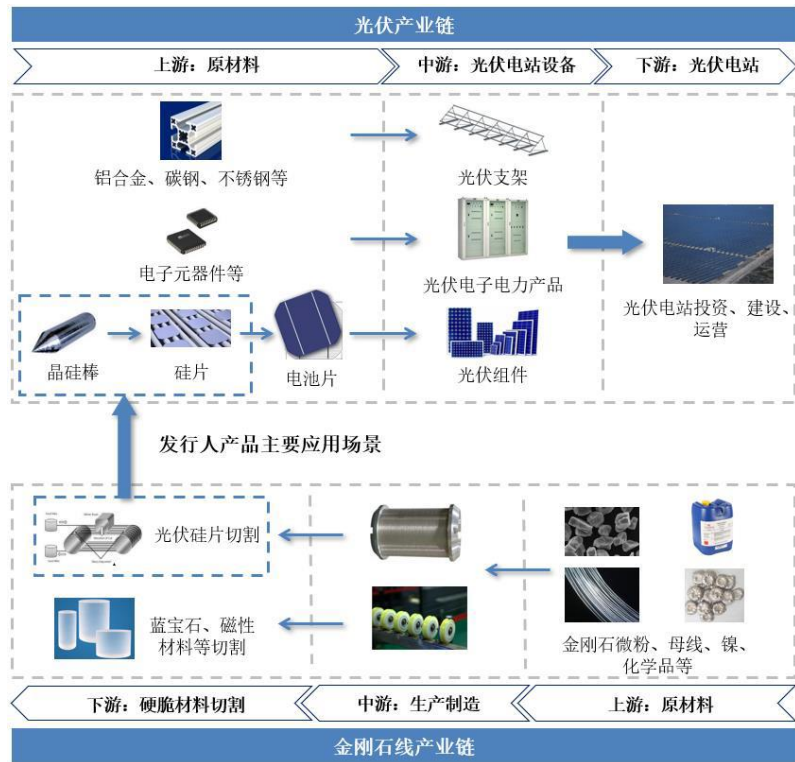 光伏产业链
上游：原材料
中游：光伏电站设备
下游：光伏电站
铝合金、碳钢、不锈钢等
光伏支架
电子元器件等
光伏电子电力产品
光伏电站投资、建设、
运营
晶硅棒
硅片
电池片
光伏组件
发行人产品主要应用场景
光伏硅片切割
蓝宝石、磁性
材料等切割
金刚石微粉、母线、镍、
化学品等
下游：硬脆材料切割
中游：生产制造
上游：原材料
金刚石线产业链